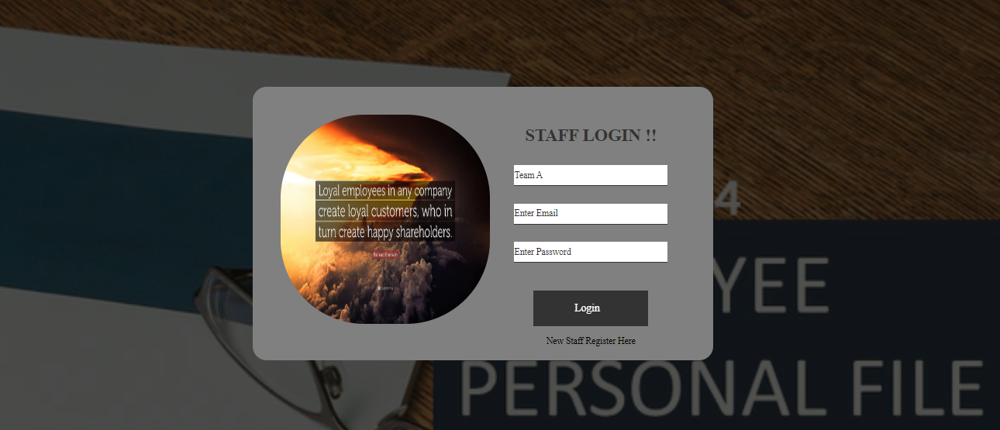 STAFF LOGIN !!
Team A
Enter Email
Enter Password
Login
New Staff Register Here
Loyal employees in any company
create loyal customers, who in
turn create happy shareholders.
4
YEE
PERSONAL FILE